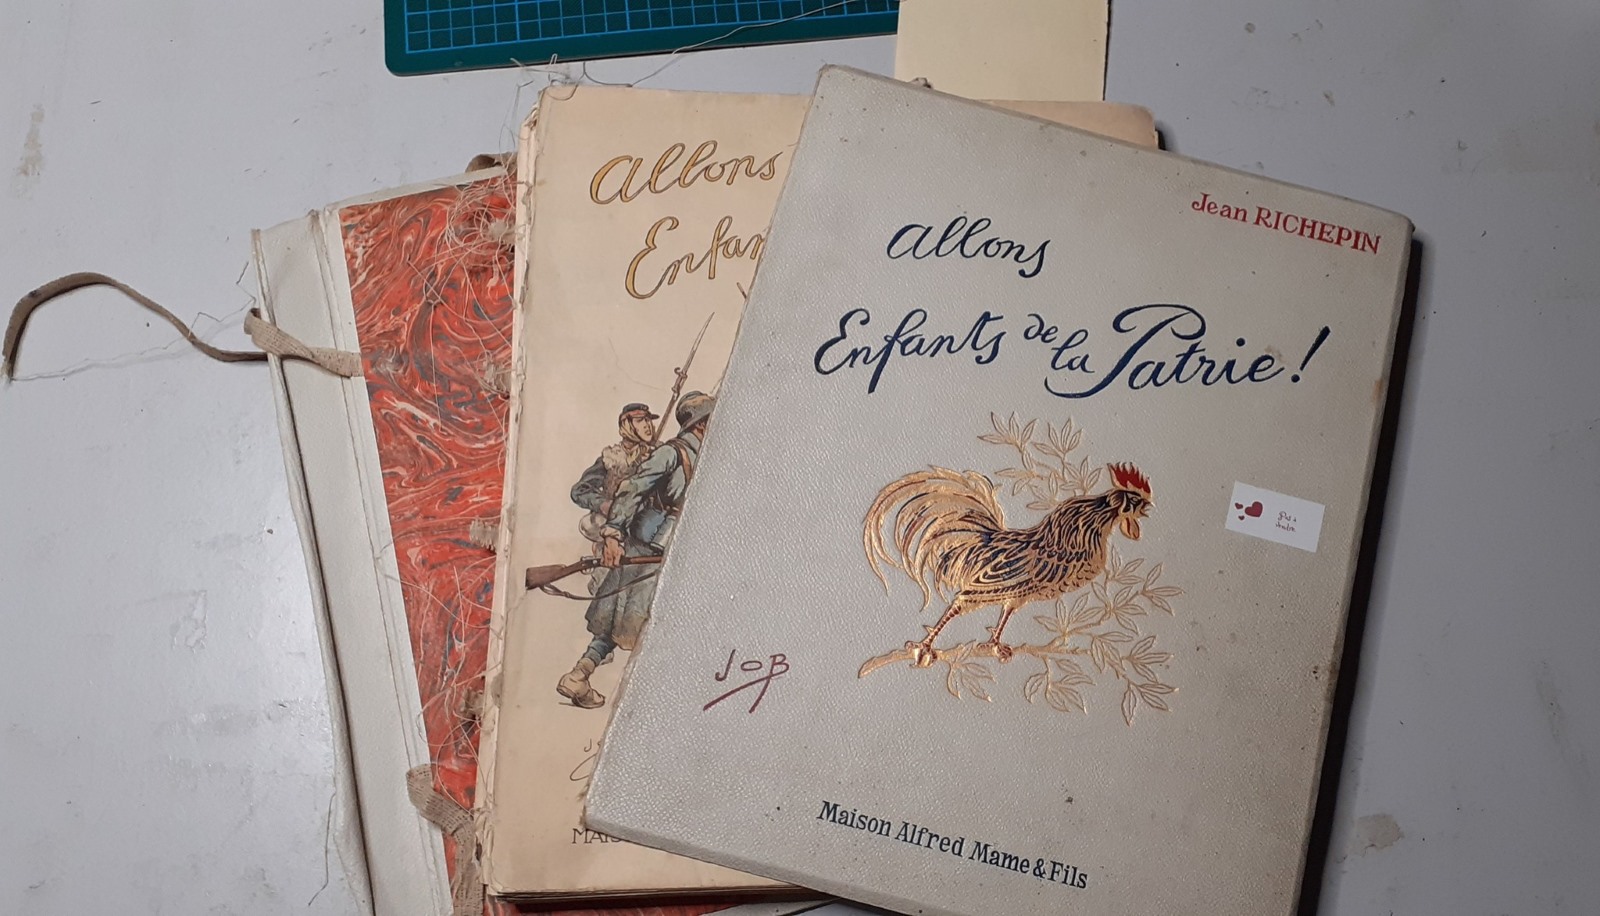 Allons
Enfan
MAIS
Jean RICHEPIN
Allons
Enfants de la Patrie!
JOB
Maison Alfred Mame & Fils